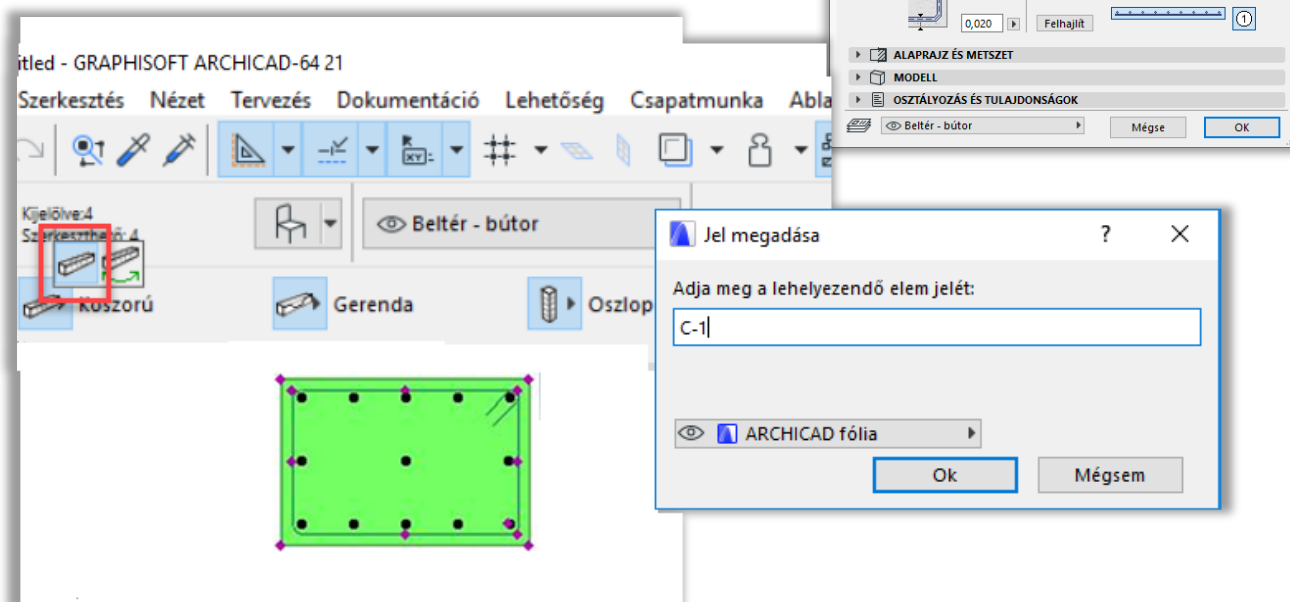 0,020
Felhajlít
1
ALAPRAJZ ÉS METSZET
MODELL
OSZTÁLYOZÁS ÉS TULAJDONSÁGOK
Beltér - bútor
Mégse
OK
itled - GRAPHISOFT ARCHICAD-64 21
Szerkesztés Nézet Tervezés Dokumentáció Lehetőség Csapatmunka Abla
XY:
Kijelölve:4
Szerkeszthető: 4
Beltér - bútor
Koszorú
Gerenda
Oszlop
Jel megadása
?
Adja meg a lehelyezendő elem jelét:
C-1
ARCHICAD fólia
Ok
Mégsem